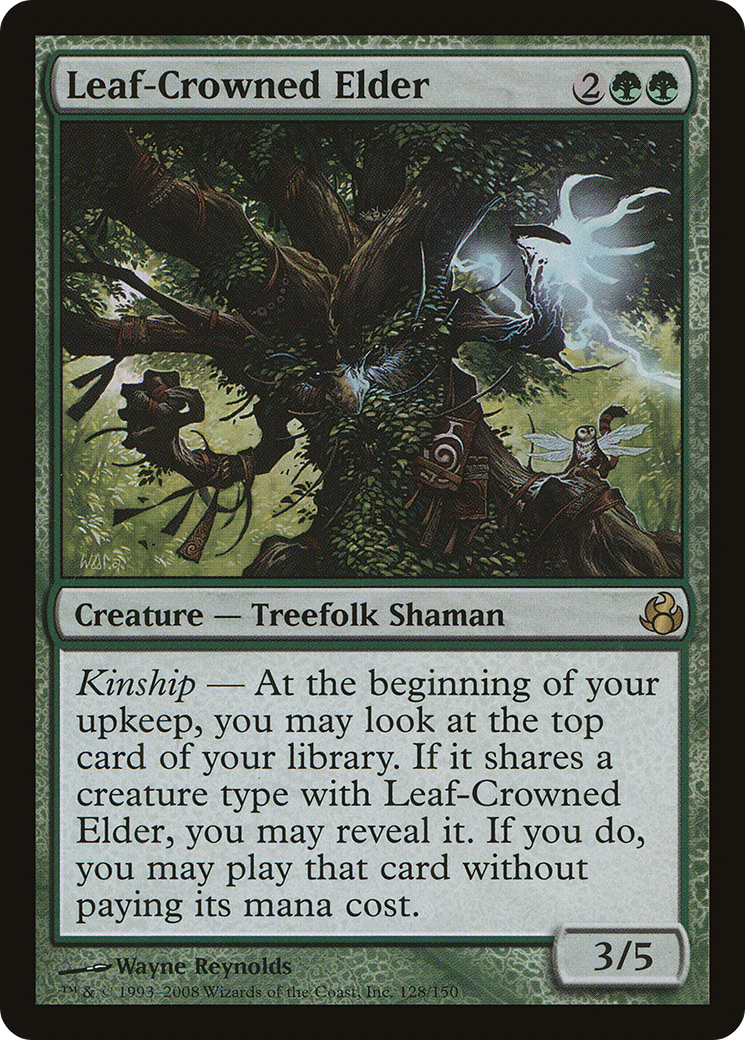 Leaf-Crowned Elder 2
Creature — Treefolk Shaman
Kinship — At the beginning of your
upkeep, you may look at the top
card of your library. If it shares a
creature type with Leaf-Crowned
Elder, you may reveal it. If you do,
you may play that card without
paying its mana cost.
3/5
Wayne Reynolds
™ & © 1993–2008 Wizards of the Coast, Inc. 128/150